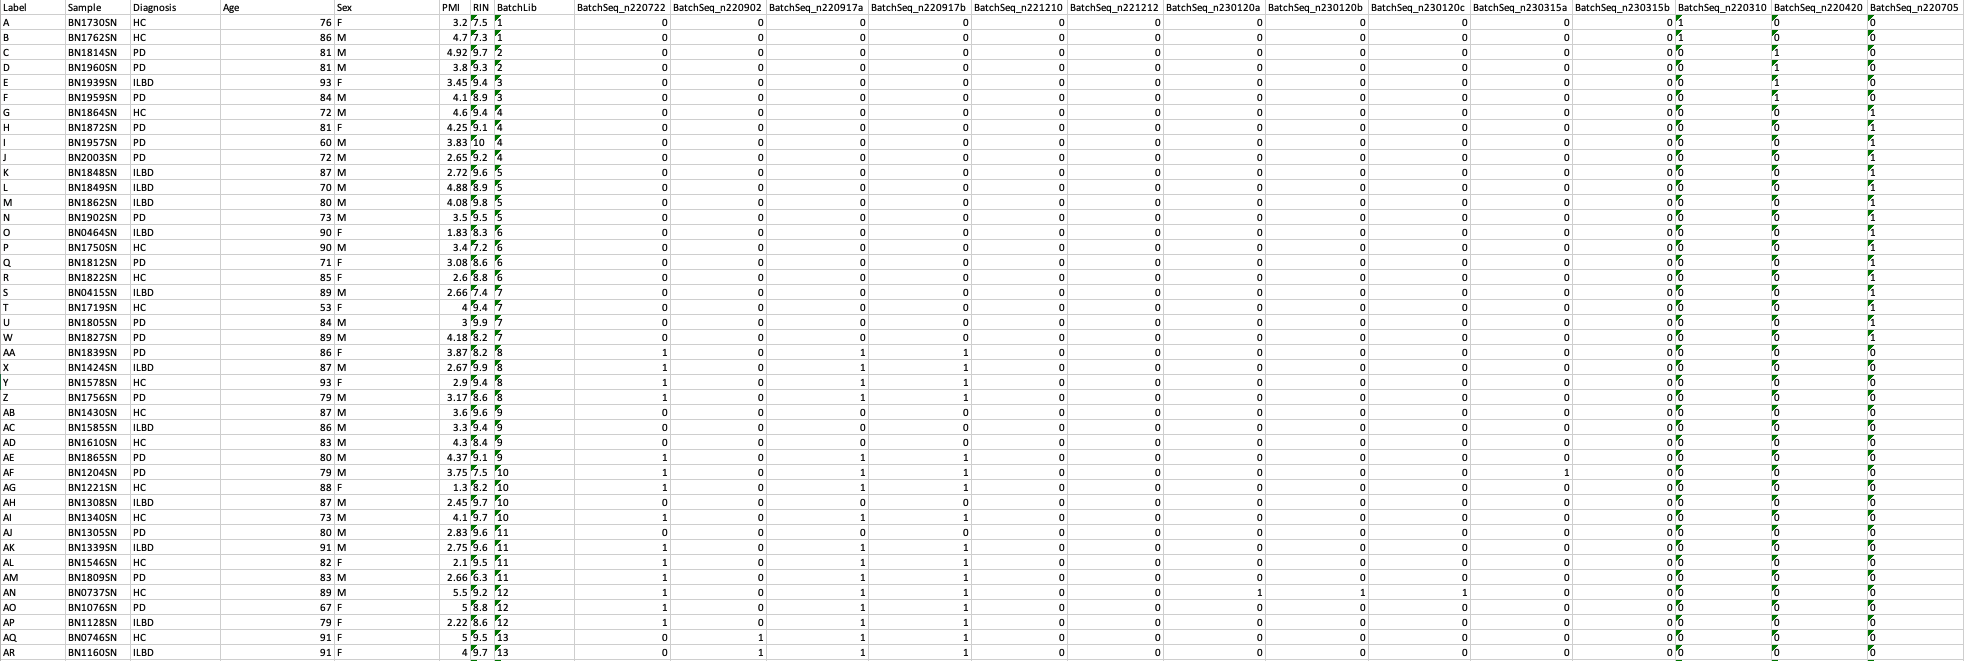 Label Sample Diagnosis Age Sex PMI RIN BatchLib BatchSeq_n220722 BatchSeq_n220902 BatchSeq_n220917a BatchSeq_n220917b BatchSeq_n221210 BatchSeq_n221212 BatchSeq_n230120a BatchSeq_n230120b BatchSeq_n230120c BatchSeq_n230315a BatchSeq_n230315b BatchSeq_n220310 BatchSeq_n220420 BatchSeq_n220705
A BN1730SN HC 76 F 3.2 7.5 1 0 0 0 0 0 0 0 0 0 0 0 1 0 0
B BN1762SN HC 86 M 4.7 7.3 1 0 0 0 0 0 0 0 0 0 0 0 1 0 0
C BN1814SN PD 81 M 4.92 9.7 2 0 0 0 0 0 0 0 0 0 0 0 0 1 0
D BN1960SN PD 81 M 3.8 9.3 2 0 0 0 0 0 0 0 0 0 0 0 0 1 0
E BN1939SN ILBD 93 F 3.45 9.4 3 0 0 0 0 0 0 0 0 0 0 0 0 1 0
F BN1959SN PD 84 M 4.1 8.9 3 0 0 0 0 0 0 0 0 0 0 0 0 1 0
G BN1864SN HC 72 M 4.6 9.4 4 0 0 0 0 0 0 0 0 0 0 0 0 0 1
H BN1872SN PD 81 F 4.25 9.1 4 0 0 0 0 0 0 0 0 0 0 0 0 0 1
I BN1957SN PD 60 M 3.83 10 4 0 0 0 0 0 0 0 0 0 0 0 0 0 1
J BN2003SN PD 72 M 2.65 9.2 4 0 0 0 0 0 0 0 0 0 0 0 0 0 1
K BN1848SN ILBD 87 M 2.72 9.6 5 0 0 0 0 0 0 0 0 0 0 0 0 0 1
L BN1849SN ILBD 70 M 4.88 8.9 5 0 0 0 0 0 0 0 0 0 0 0 0 0 1
M BN1862SN ILBD 80 M 4.08 9.8 5 0 0 0 0 0 0 0 0 0 0 0 0 0 1
N BN1902SN PD 73 M 3.5 9.5 5 0 0 0 0 0 0 0 0 0 0 0 0 0 1
O BN0464SN ILBD 90 F 1.83 8.3 6 0 0 0 0 0 0 0 0 0 0 0 0 0 1
P BN1750SN HC 90 M 3.4 7.2 6 0 0 0 0 0 0 0 0 0 0 0 0 0 1
Q BN1812SN PD 71 F 3.08 8.6 6 0 0 0 0 0 0 0 0 0 0 0 0 0 1
R BN1822SN HC 85 F 2.6 8.8 6 0 0 0 0 0 0 0 0 0 0 0 0 0 1
S BN0415SN ILBD 89 M 2.66 7.4 7 0 0 0 0 0 0 0 0 0 0 0 0 0 1
T BN1719SN HC 53 F 4 9.4 7 0 0 0 0 0 0 0 0 0 0 0 0 0 1
U BN1805SN PD 84 M 3 9.9 7 0 0 0 0 0 0 0 0 0 0 0 0 0 1
W BN1827SN PD 89 M 4.18 8.2 7 0 0 0 0 0 0 0 0 0 0 0 0 0 1
AA BN1839SN PD 86 F 3.87 8.2 8 1 0 1 1 0 0 0 0 0 0 0 0 0 0
X BN1424SN ILBD 87 M 2.67 9.9 8 1 0 1 1 0 0 0 0 0 0 0 0 0 0
Y BN1578SN HC 93 F 2.9 9.4 8 1 0 1 1 0 0 0 0 0 0 0 0 0 0
Z BN1756SN PD 79 M 3.17 8.6 8 1 0 1 1 0 0 0 0 0 0 0 0 0 0
AB BN1430SN HC 87 M 3.6 9.6 9 0 0 0 0 0 0 0 0 0 0 0 0 0 0
AC BN1585SN ILBD 86 M 3.3 9.4 9 0 0 0 0 0 0 0 0 0 0 0 0 0 0
AD BN1610SN HC 83 M 4.3 8.4 9 0 0 0 0 0 0 0 0 0 0 0 0 0 0
AE BN1865SN PD 80 M 4.37 9.1 9 1 0 1 1 0 0 0 0 0 0 0 0 0 0
AF BN1204SN PD 79 M 3.75 7.5 10 1 0 1 1 0 0 0 0 0 1 0 0 0 0
AG BN1221SN HC 88 F 1.3 8.2 10 1 0 1 1 0 0 0 0 0 0 0 0 0 0
AH BN1308SN ILBD 87 M 2.45 9.7 10 0 0 0 0 0 0 0 0 0 0 0 0 0 0
AI BN1340SN HC 73 M 4.1 9.7 10 1 0 1 1 0 0 0 0 0 0 0 0 0 0
AJ BN1305SN PD 80 M 2.83 9.6 11 0 0 0 0 0 0 0 0 0 0 0 0 0 0
AK BN1339SN ILBD 91 M 2.75 9.6 11 1 0 1 1 0 0 0 0 0 0 0 0 0 0
AL BN1546SN HC 82 F 2.1 9.5 11 1 0 1 1 0 0 0 0 0 0 0 0 0 0
AM BN1809SN PD 83 M 2.66 6.3 11 1 0 1 1 0 0 0 0 0 0 0 0 0 0
AN BN0737SN HC 89 M 5.5 9.2 12 1 0 1 1 0 0 1 1 1 0 0 0 0 0
AO BN1076SN PD 67 F 5 8.8 12 1 0 1 1 0 0 0 0 0 0 0 0 0 0
AP BN1128SN ILBD 79 F 2.22 8.6 12 1 0 1 1 0 0 0 0 0 0 0 0 0 0
AQ BN0746SN HC 91 F 5 9.5 13 0 1 1 1 0 0 0 0 0 0 0 0 0 0
AR BN1160SN ILBD 91 F 4 9.7 13 0 1 1 1 0 0 0 0 0 0 0 0 0 0